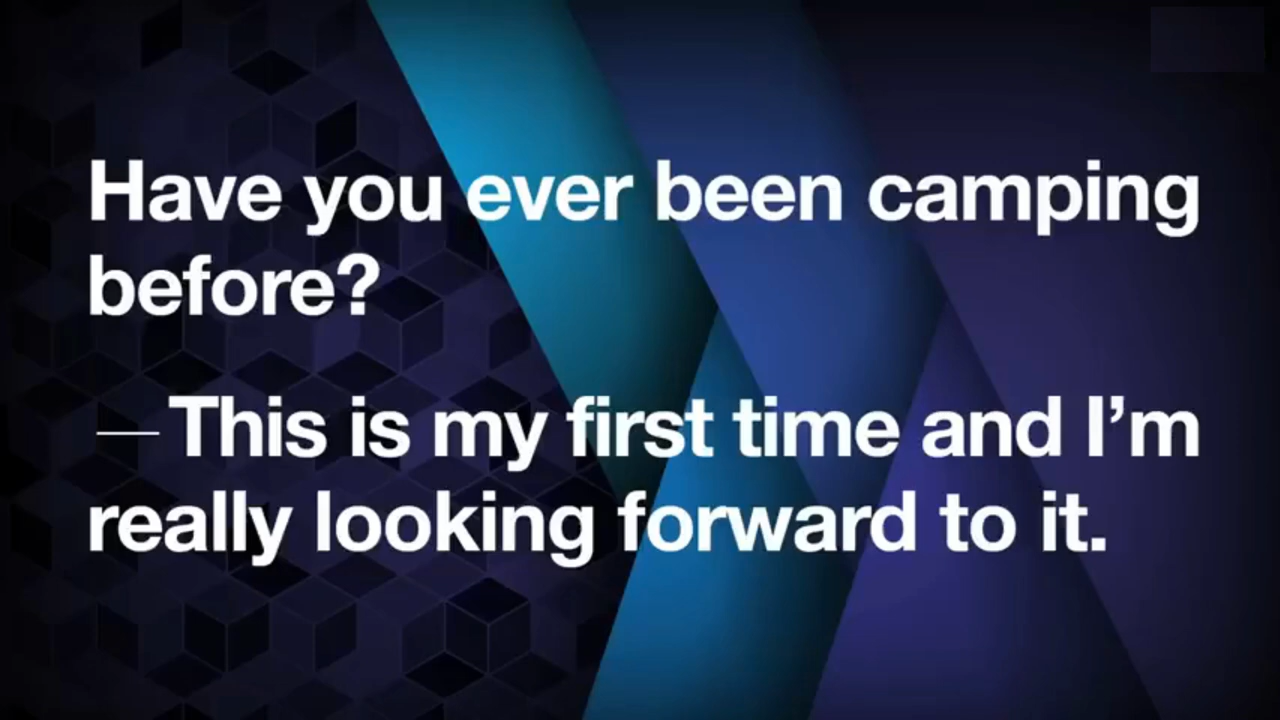 Have you ever been camping
before?
— This is my first time and I’m
really looking forward to it.